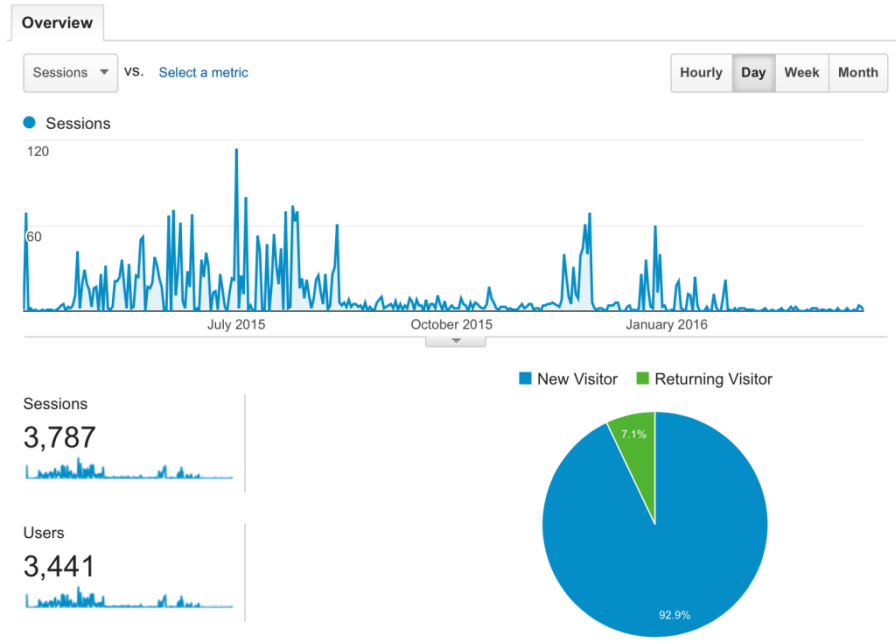 Overview
Sessions VS. Select a metric Hourly Day Week Month
Sessions
120
60
July 2015 October 2015 January 2016
New Visitor Returning Visitor
Sessions
3,787
7.1%
Users
3,441
92.9%